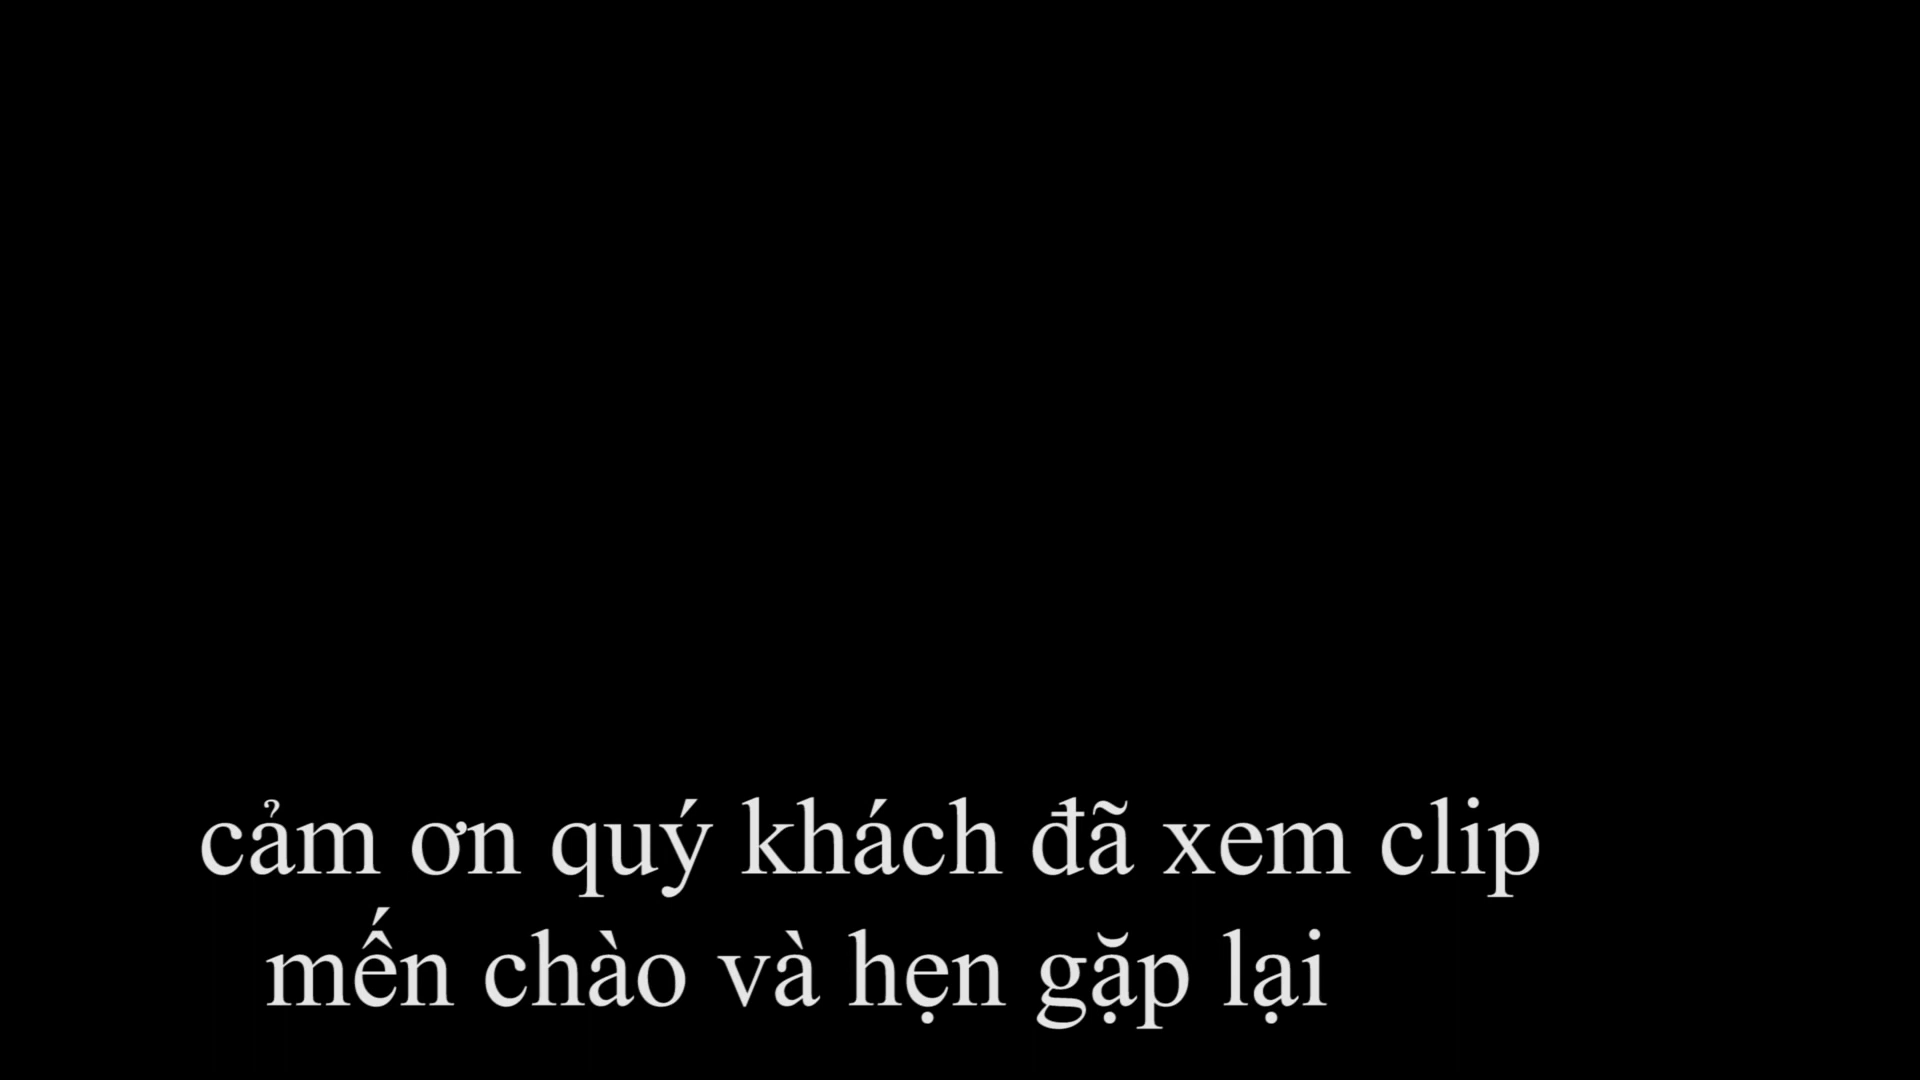 cảm ơn quý khách đã xem clip
mến chào và hẹn gặp lại